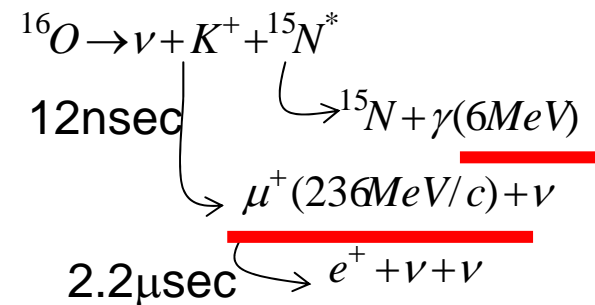 ¹⁶O → ν + K⁺ + ¹⁵N*
12nsec
¹⁵N + γ(6MeV)
μ⁺(236MeV/c) + ν
2.2μsec
e⁺ + ν + ν